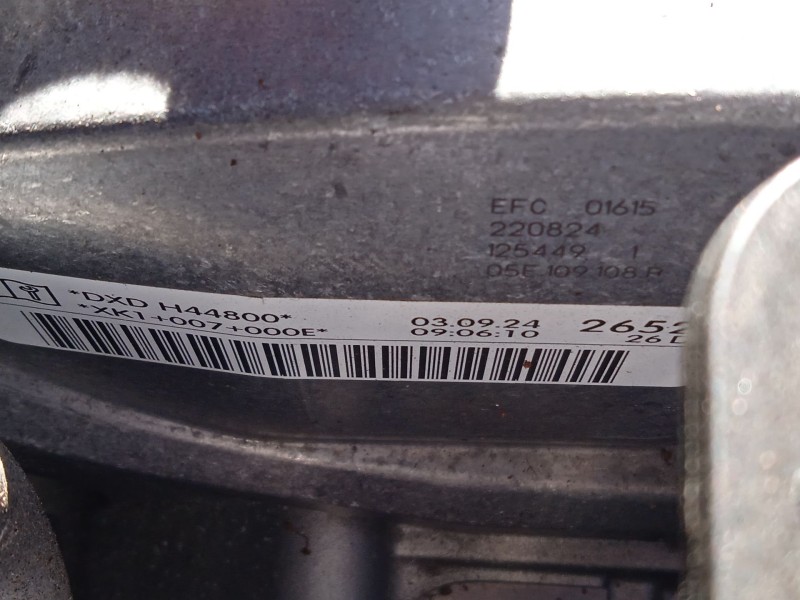 EFC 01615
220824
125449 1
05E.109.108.R
*DXD H44800*
*XK1+007+000E*
03.09.24
09:06:10
2652
26 D